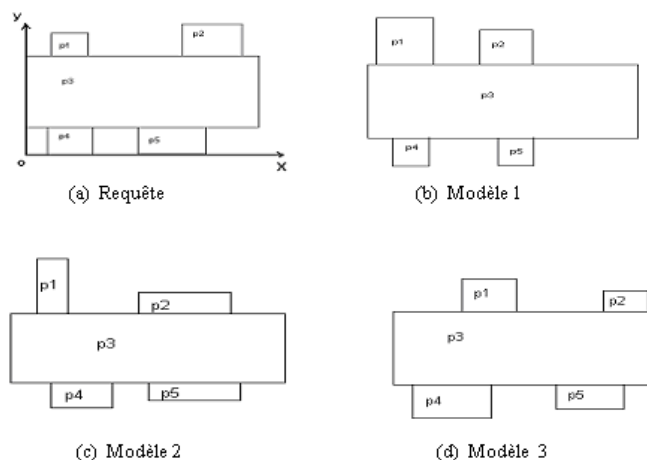 Y
p1
p2
p3
p4
p5
O
X
(a) Requête
p1
p2
p3
p4
p5
(b) Modèle 1
p1
p2
p3
p4
p5
(c) Modèle 2
p1
p2
p3
p4
p5
(d) Modèle 3